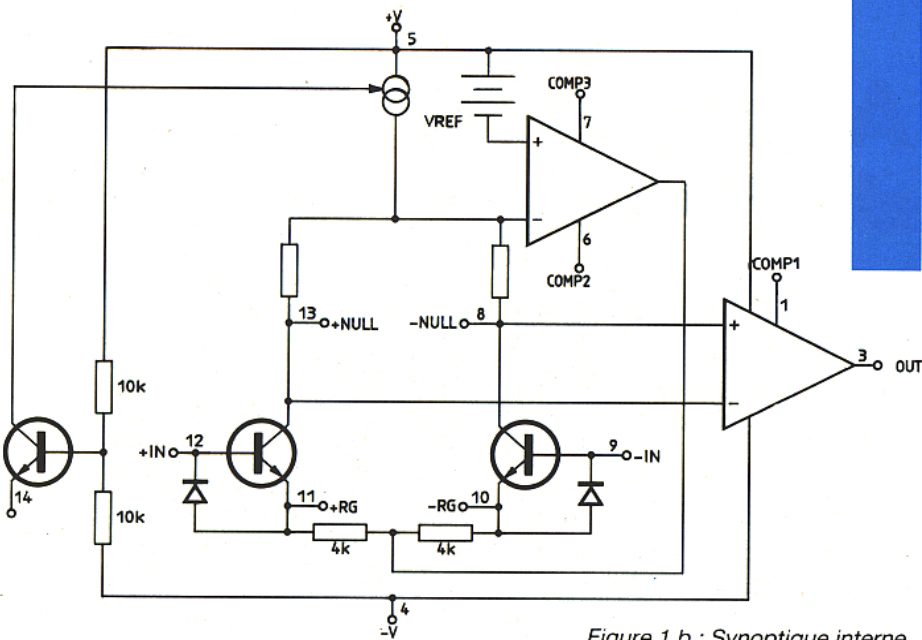 +V
5
COMP3
7
VREF
+
-
6
COMP2
COMP1
1
+
-
3
OUT
13
+NULL
-NULL
8
10k
+IN
12
9
-IN
14
11
+RG
-RG
10
10k
4k
4k
4
-V
Figure 1 b : Synoptique interne